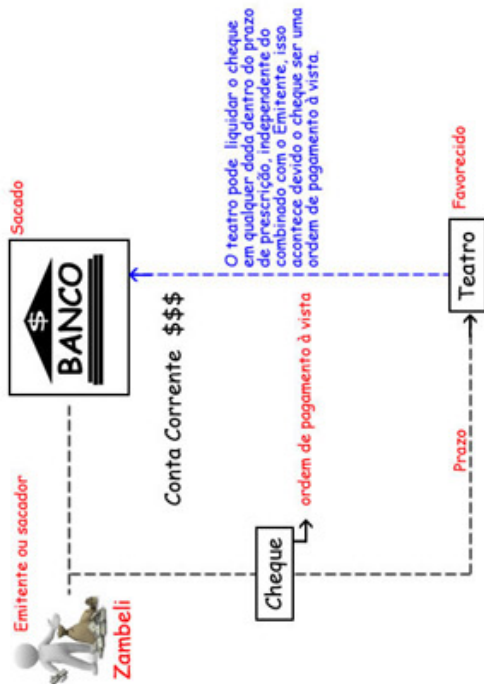 Emitente ou sacador
Zambeli
Sacado
$
BANCO
Conta Corrente $$$
Cheque
ordem de pagamento à vista
O teatro pode liquidar o cheque
em qualquer dada dentro do prazo
de prescrição, independente do
combinado com o Emitente, isso
acontece devido o cheque ser uma
ordem de pagamento à vista.
Prazo
Teatro
Favorecido